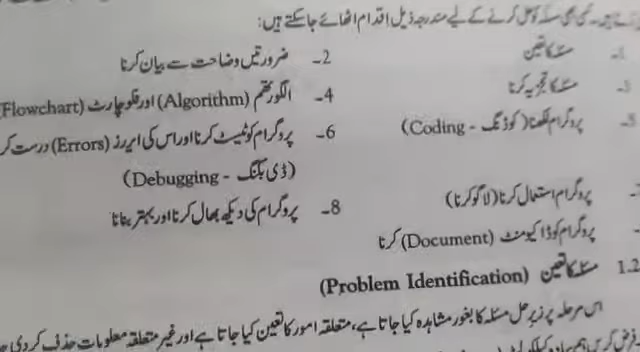 کسی بھی مسئلہ کو حل کرنے کے لیے مندرجہ ذیل اقدام اٹھائے جاسکتے ہیں:
مسئلہ کا تعین 2۔ ضرورتیں وضاحت سے بیان کرنا
مسئلہ کا تجزیہ کرنا 4۔ الگورتھم (Algorithm) اور فلوچارٹ (Flowchart)
پروگرام لکھنا (کوڈنگ - Coding) 6۔ پروگرام کو ٹیسٹ کرنا اور اس کی ایررز (Errors) درست کر
(ڈی بگنگ - Debugging)
پروگرام استعمال کرنا (لاگو کرنا) 8۔ پروگرام کی دیکھ بھال کرنا اور بہتر بنانا
پروگرام کو ڈاکیومنٹ (Document) کرنا
1.2 مسئلہ کا تعین (Problem Identification)
اس مرحلہ پر زیرِ حل مسئلہ کا بغور مشاہدہ کیا جاتا ہے، متعلقہ امور کا تعین کیا جاتا ہے اور غیر متعلقہ معلومات حذف کر دی
فرض کریں ہم